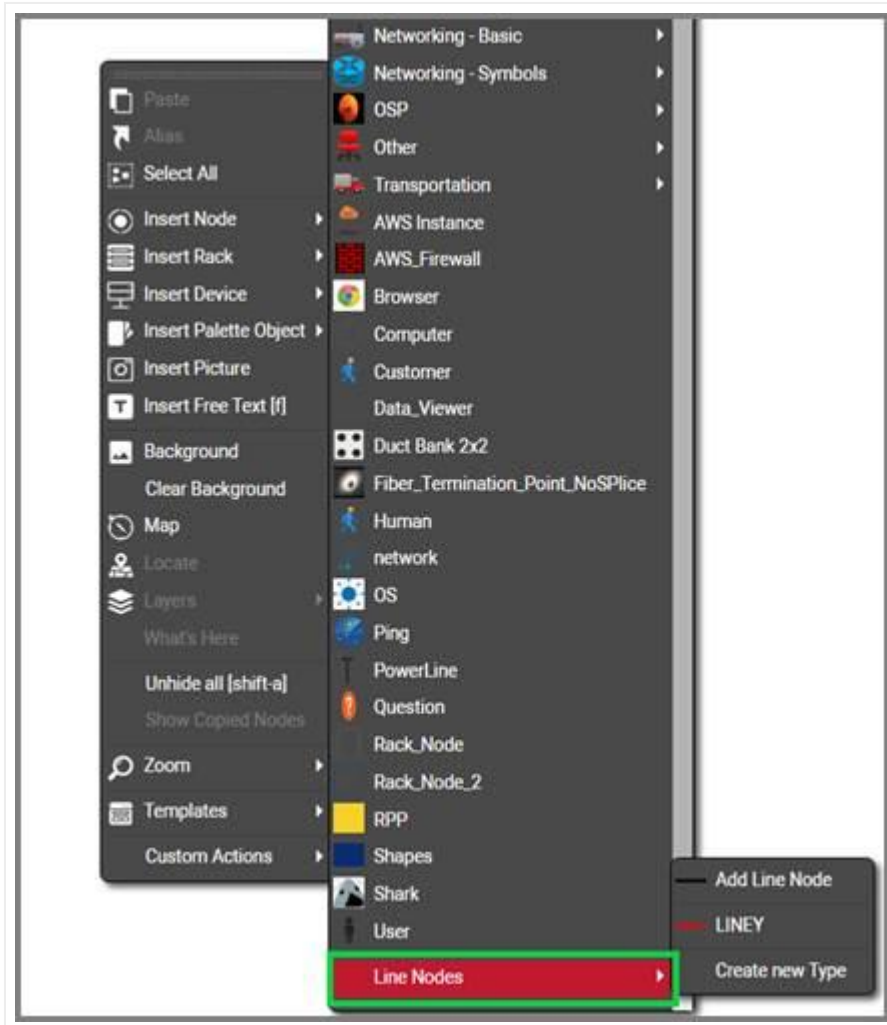 Paste
Alias
Select All
Insert Node
Insert Rack
Insert Device
Insert Palette Object
Insert Picture
Insert Free Text [f]
Background
Clear Background
Map
Locate
Layers
What's Here
Unhide all [shift-a]
Show Copied Nodes
Zoom
Templates
Custom Actions
Networking - Basic
Networking - Symbols
OSP
Other
Transportation
AWS Instance
AWS_Firewall
Browser
Computer
Customer
Data_Viewer
Duct Bank 2x2
Fiber_Termination_Point_NoSPlice
Human
network
OS
Ping
PowerLine
Question
Rack_Node
Rack_Node_2
RPP
Shapes
Shark
User
Line Nodes
Add Line Node
LINEY
Create new Type